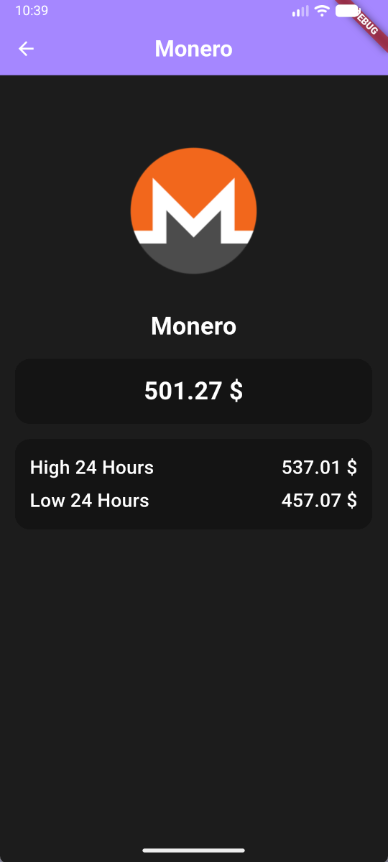 10:39
DEBUG
Monero
Monero
501.27 $
High 24 Hours 537.01 $
Low 24 Hours 457.07 $